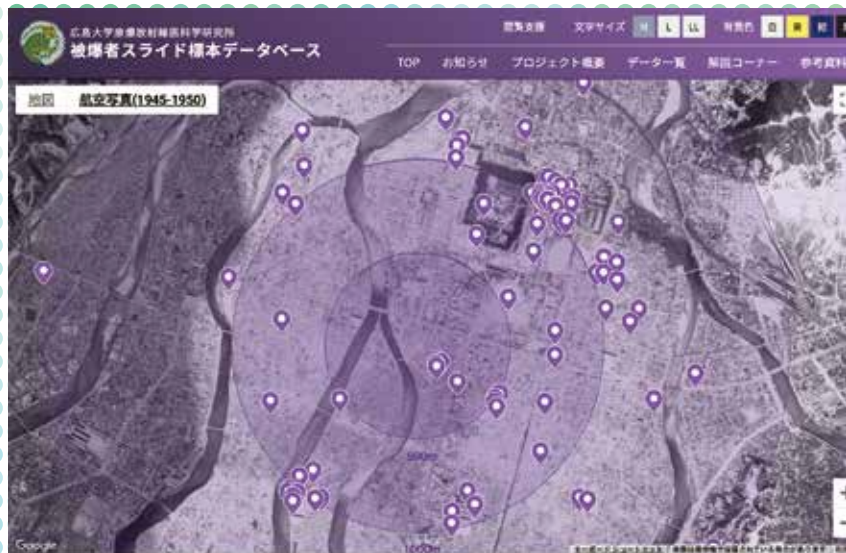 広島大学原爆放射線医科学研究所
被爆者スライド標本データベース
閲覧支援 文字サイズ M L LL 背景色 白 黄
TOP お知らせ プロジェクト概要 データ一覧 解説コーナー 参考資料
地図 航空写真(1945-1950)
500m
1000m
Google